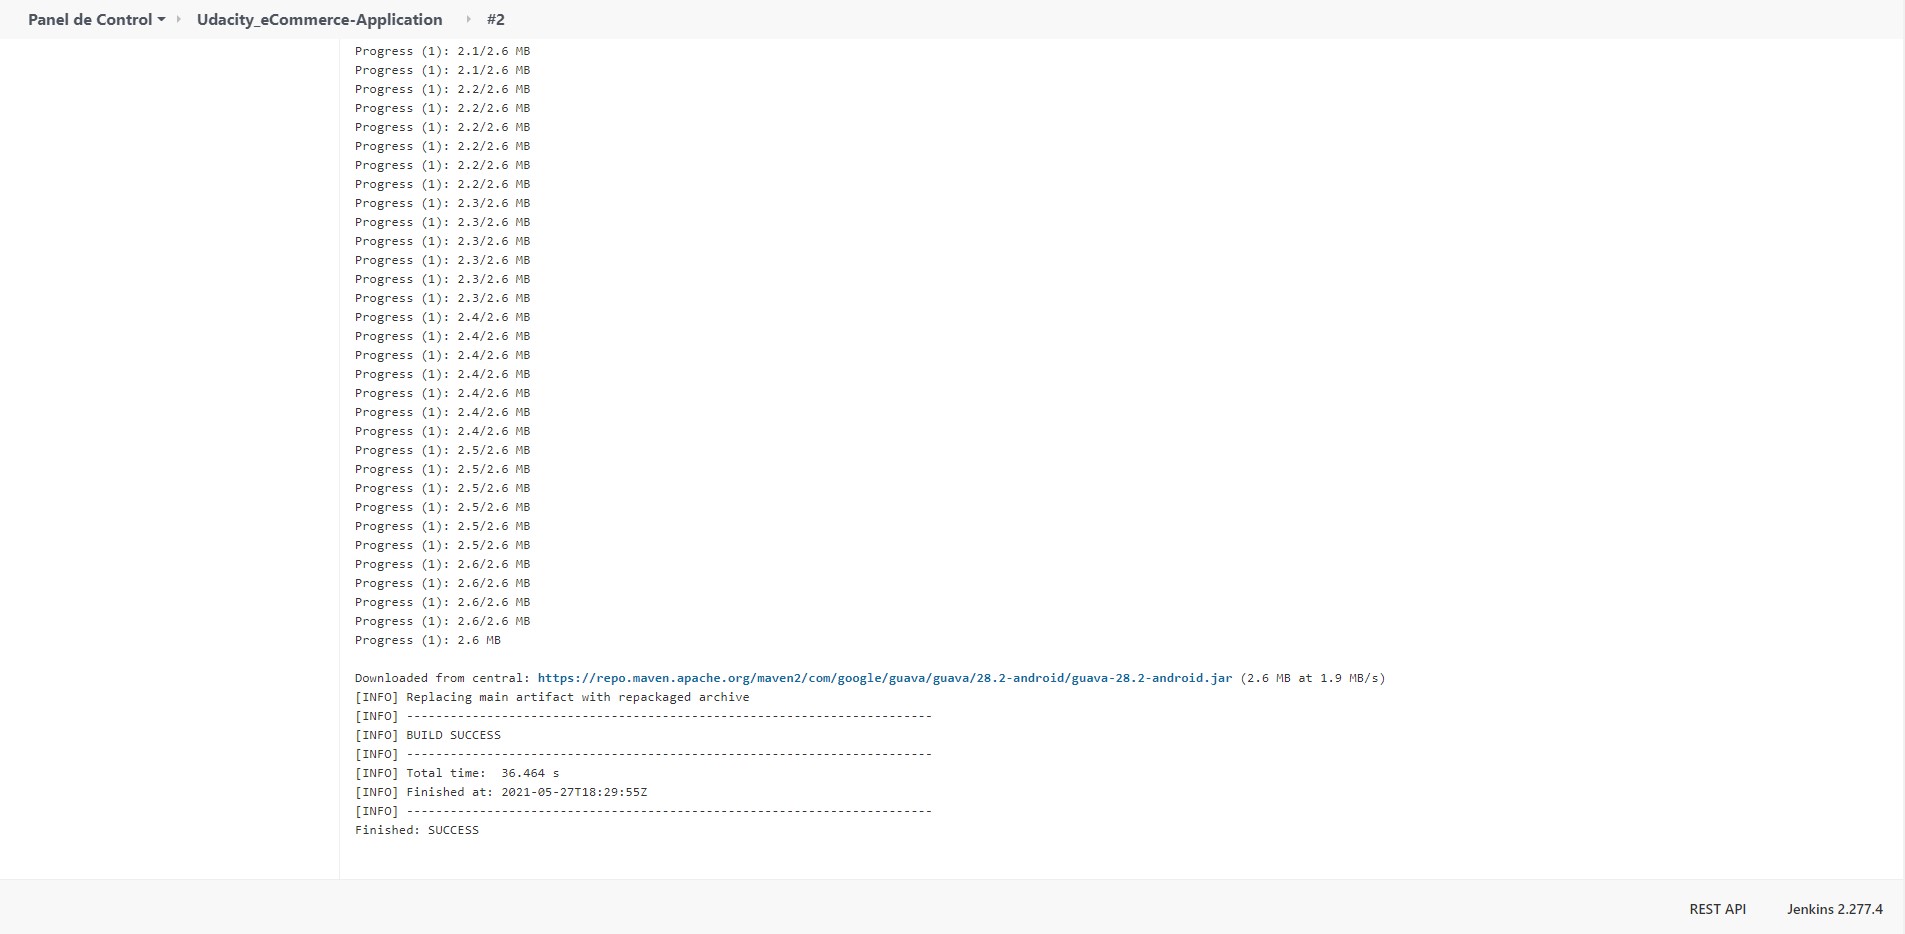 Panel de Control Udacity_eCommerce-Application #2
Progress (1): 2.1/2.6 MB
Progress (1): 2.1/2.6 MB
Progress (1): 2.2/2.6 MB
Progress (1): 2.2/2.6 MB
Progress (1): 2.2/2.6 MB
Progress (1): 2.2/2.6 MB
Progress (1): 2.2/2.6 MB
Progress (1): 2.2/2.6 MB
Progress (1): 2.3/2.6 MB
Progress (1): 2.3/2.6 MB
Progress (1): 2.3/2.6 MB
Progress (1): 2.3/2.6 MB
Progress (1): 2.3/2.6 MB
Progress (1): 2.3/2.6 MB
Progress (1): 2.4/2.6 MB
Progress (1): 2.4/2.6 MB
Progress (1): 2.4/2.6 MB
Progress (1): 2.4/2.6 MB
Progress (1): 2.4/2.6 MB
Progress (1): 2.4/2.6 MB
Progress (1): 2.4/2.6 MB
Progress (1): 2.5/2.6 MB
Progress (1): 2.5/2.6 MB
Progress (1): 2.5/2.6 MB
Progress (1): 2.5/2.6 MB
Progress (1): 2.5/2.6 MB
Progress (1): 2.5/2.6 MB
Progress (1): 2.6/2.6 MB
Progress (1): 2.6/2.6 MB
Progress (1): 2.6/2.6 MB
Progress (1): 2.6/2.6 MB
Progress (1): 2.6 MB
Downloaded from central: https://repo.maven.apache.org/maven2/com/google/guava/guava/28.2-android/guava-28.2-android.jar (2.6 MB at 1.9 MB/s)
[INFO] Replacing main artifact with repackaged archive
[INFO] ------------------------------------------------------------------------
[INFO] BUILD SUCCESS
[INFO] ------------------------------------------------------------------------
[INFO] Total time:  36.464 s
[INFO] Finished at: 2021-05-27T18:29:55Z
[INFO] ------------------------------------------------------------------------
Finished: SUCCESS
REST API Jenkins 2.277.4